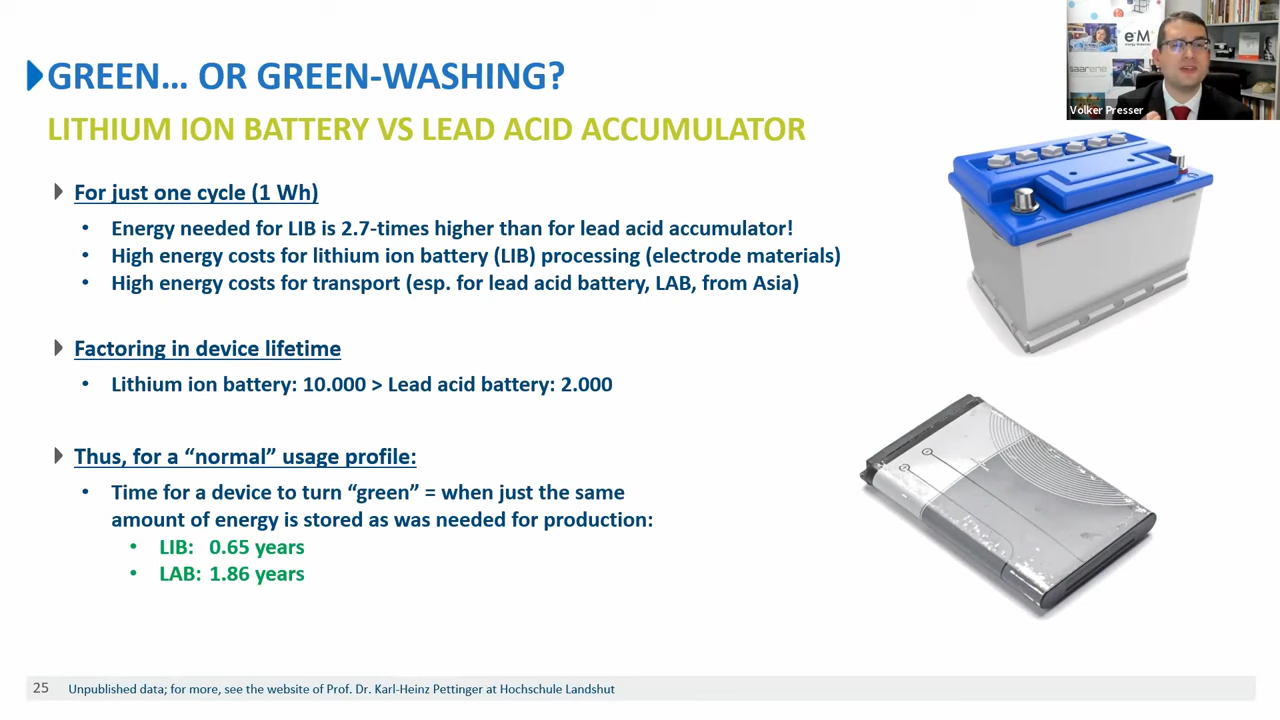 GREEN... OR GREEN-WASHING?
LITHIUM ION BATTERY VS LEAD ACID ACCUMULATOR
Volker Presser
e·M
saarene
For just one cycle (1 Wh)
• Energy needed for LIB is 2.7-times higher than for lead acid accumulator!
• High energy costs for lithium ion battery (LIB) processing (electrode materials)
• High energy costs for transport (esp. for lead acid battery, LAB, from Asia)
Factoring in device lifetime
• Lithium ion battery: 10.000 > Lead acid battery: 2.000
Thus, for a “normal” usage profile:
• Time for a device to turn “green” = when just the same
amount of energy is stored as was needed for production:
• LIB: 0.65 years
• LAB: 1.86 years
25 Unpublished data; for more, see the website of Prof. Dr. Karl-Heinz Pettinger at Hochschule Landshut